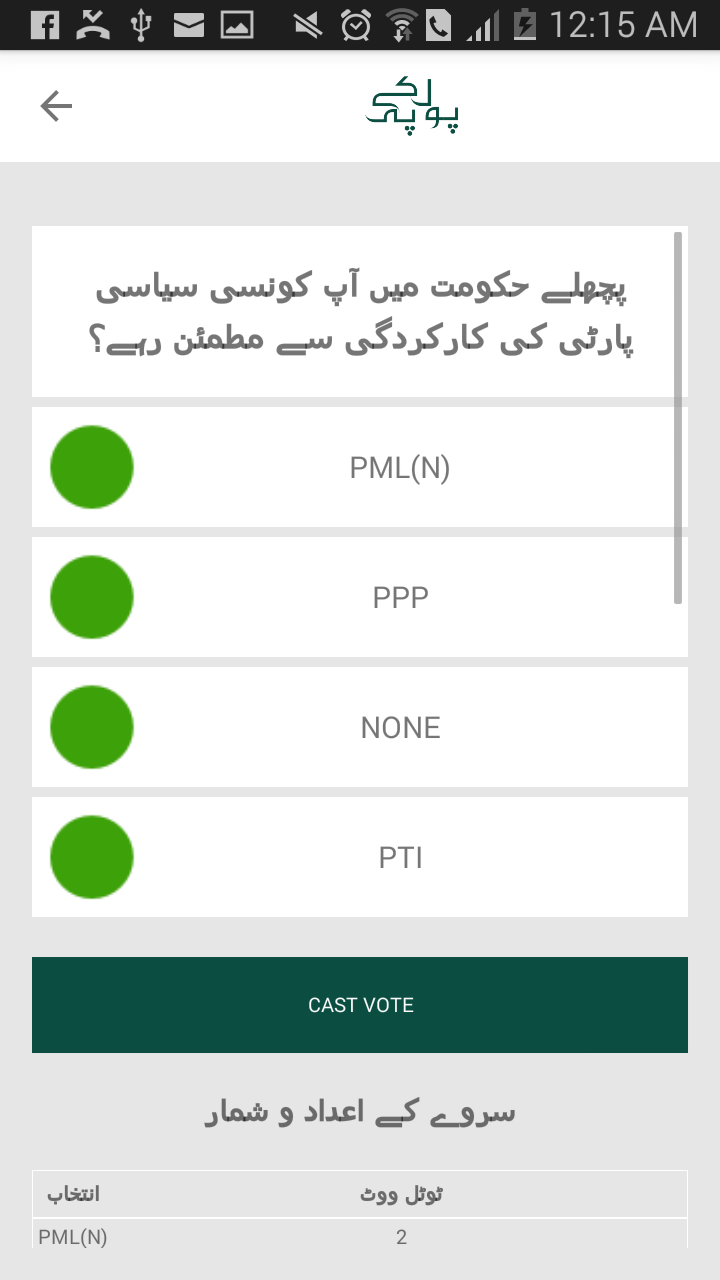 12:15 AM
پچھلے حکومت میں آپ کونسی سیاسی
پارٹی کی کارکردگی سے مطمئن رہے؟
PML(N)
PPP
NONE
PTI
CAST VOTE
سروے کے اعداد و شمار
انتخاب ٹوٹل ووٹ
PML(N) 2